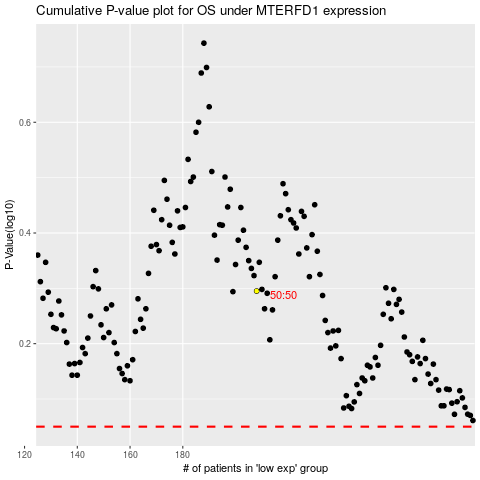 Cumulative P-value plot for OS under MTERFD1 expression
P-Value(log10)
0.6
0.4
0.2
50:50
120 140 160 180
# of patients in 'low exp' group